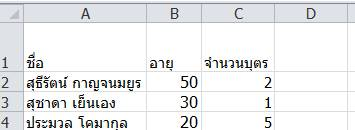 A B C D
1 ชื่อ อายุ จำนวนบุตร
2 สุธีรัตน์ กาญจนมยูร 50 2
3 สุชาดา เย็นเอง 30 1
4 ประมวล โคมากุล 20 5